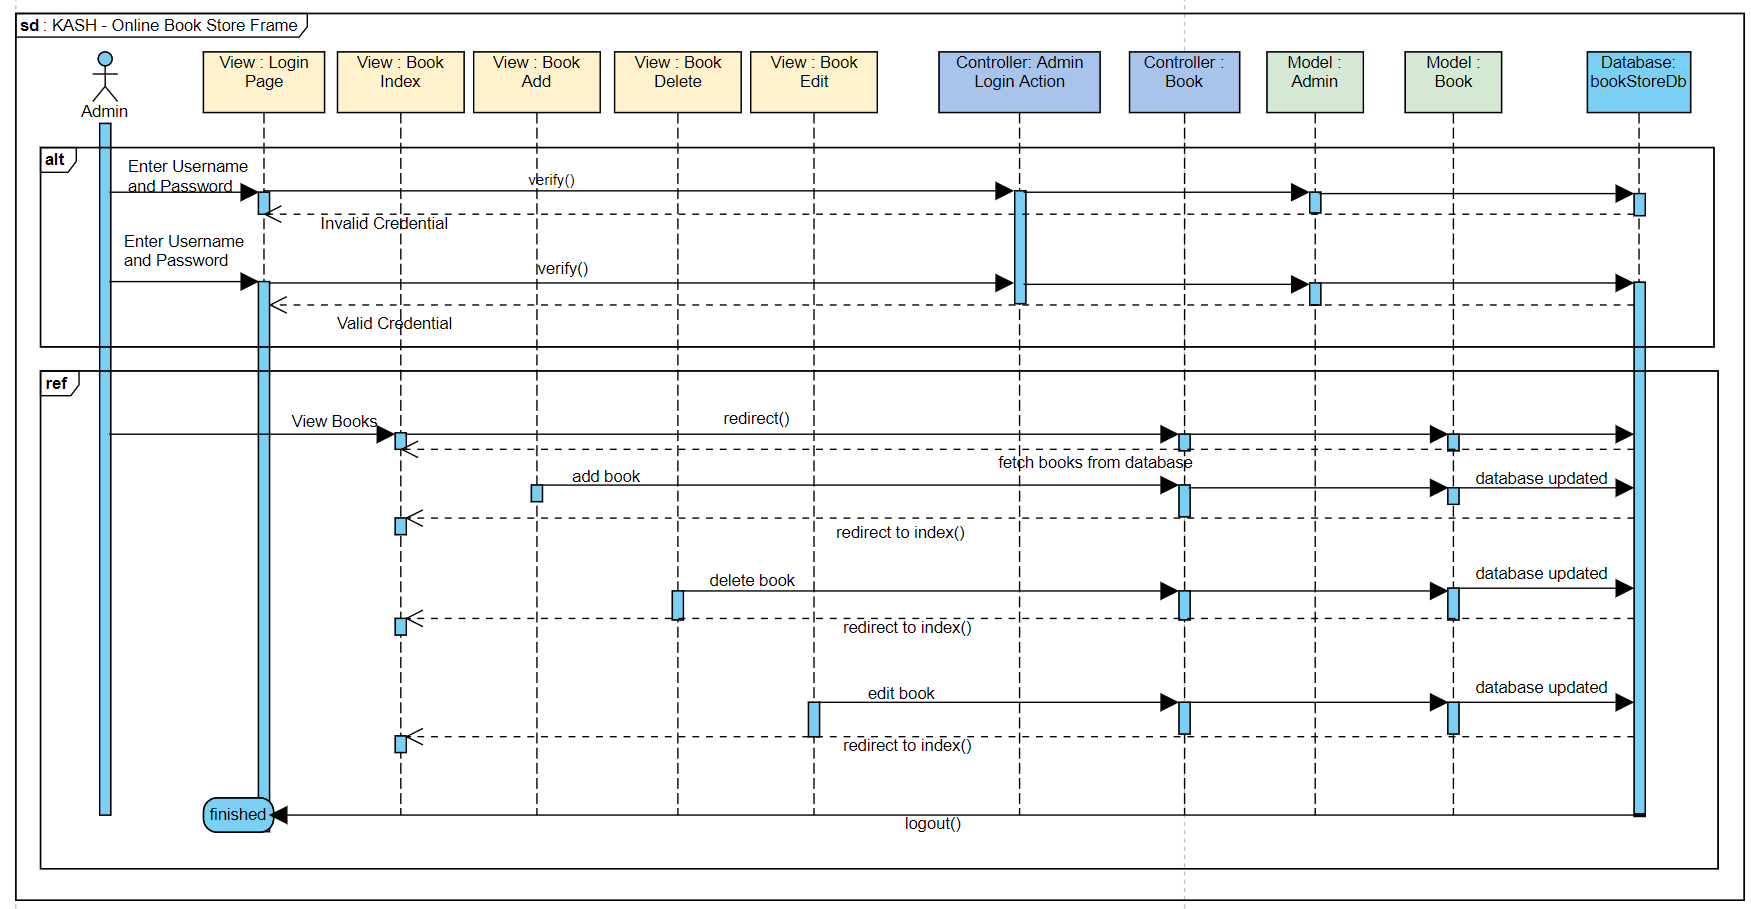 sd : KASH - Online Book Store Frame
Admin
View : Login
Page
View : Book
Index
View : Book
Add
View : Book
Delete
View : Book
Edit
Controller: Admin
Login Action
Controller :
Book
Model :
Admin
Model :
Book
Database:
bookStoreDb
alt
Enter Username
and Password
verify()
Invalid Credential
Enter Username
and Password
verify()
Valid Credential
ref
View Books
redirect()
fetch books from database
add book
database updated
redirect to index()
delete book
database updated
redirect to index()
edit book
database updated
redirect to index()
finished
logout()